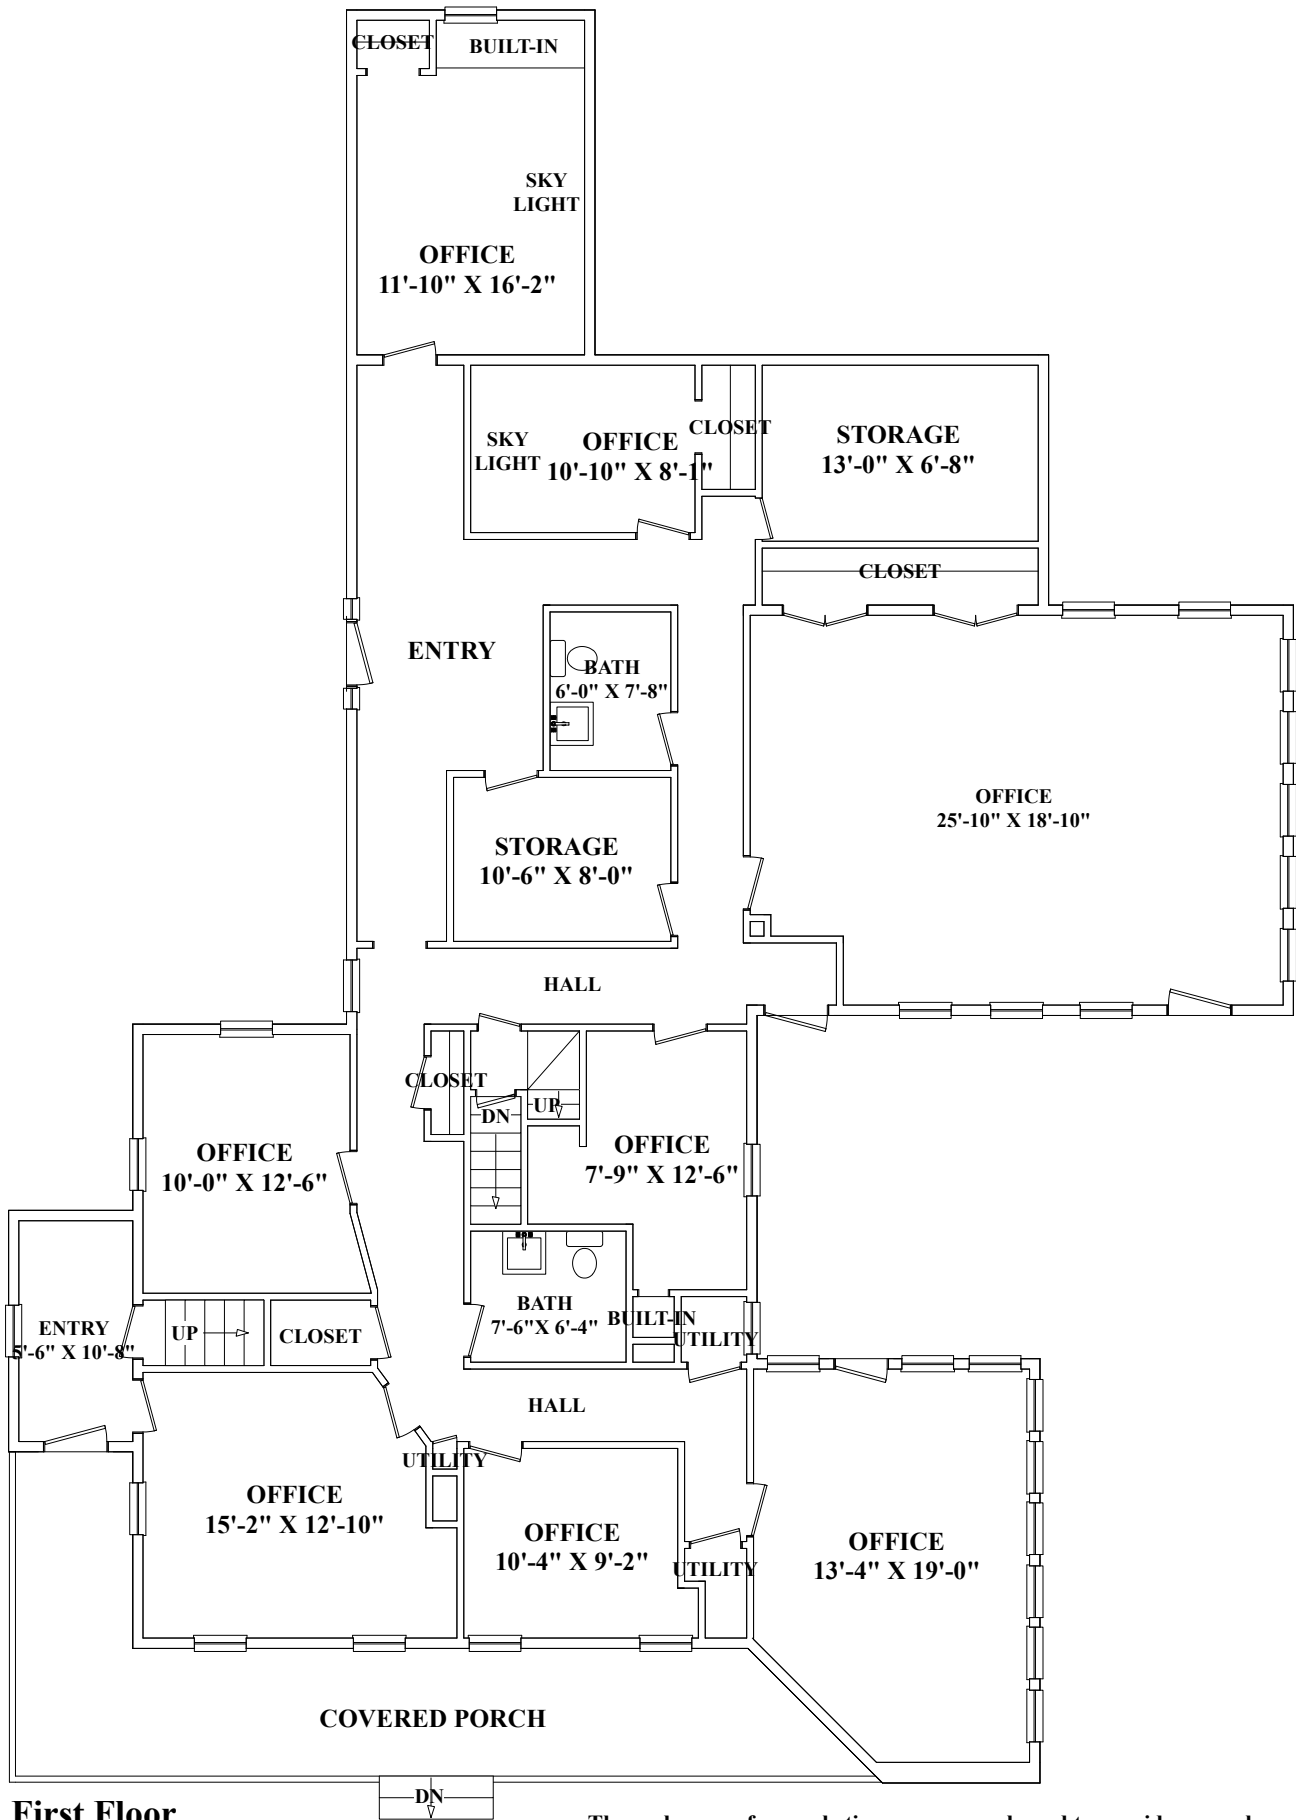 CLOSET
BUILT-IN
SKY
LIGHT
OFFICE
11'-10" X 16'-2"
SKY
LIGHT
OFFICE
10'-10" X 8'-1"
CLOSET
STORAGE
13'-0" X 6'-8"
CLOSET
ENTRY
BATH
6'-0" X 7'-8"
OFFICE
25'-10" X 18'-10"
STORAGE
10'-6" X 8'-0"
HALL
CLOSET
DN
UP
OFFICE
10'-0" X 12'-6"
OFFICE
7'-9" X 12'-6"
ENTRY
5'-6" X 10'-8"
UP
CLOSET
BATH
7'-6"X 6'-4"
BUILT-IN
UTILITY
HALL
UTILITY
OFFICE
15'-2" X 12'-10"
OFFICE
10'-4" X 9'-2"
UTILITY
OFFICE
13'-4" X 19'-0"
COVERED PORCH
DN
First Floor